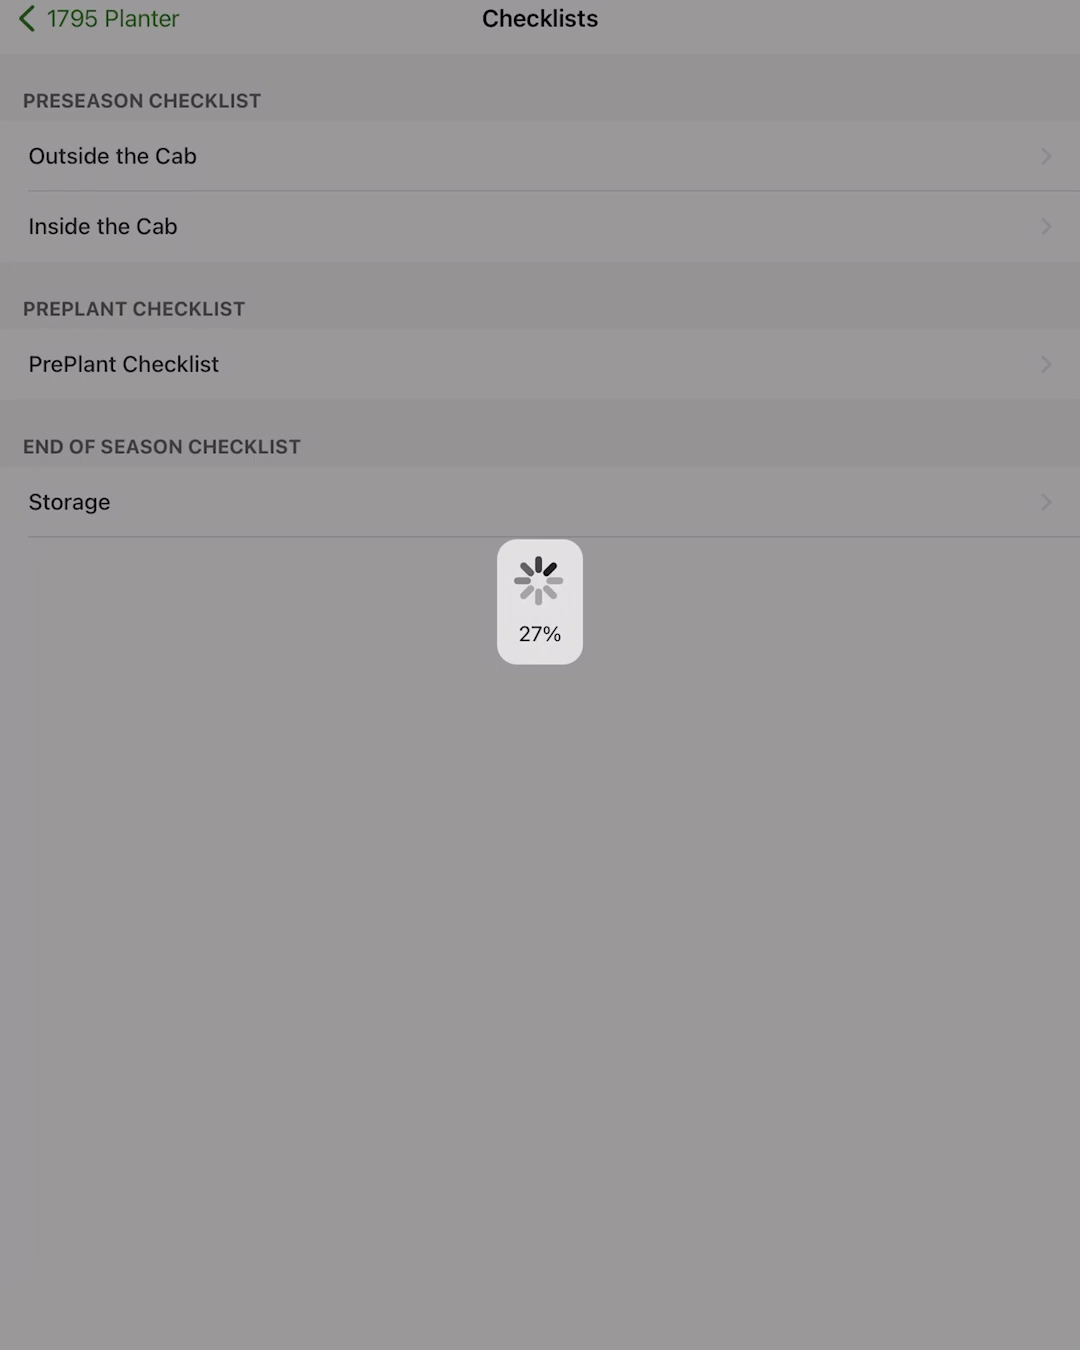 1795 Planter
Checklists
PRESEASON CHECKLIST
Outside the Cab
Inside the Cab
PREPLANT CHECKLIST
PrePlant Checklist
END OF SEASON CHECKLIST
Storage
27%